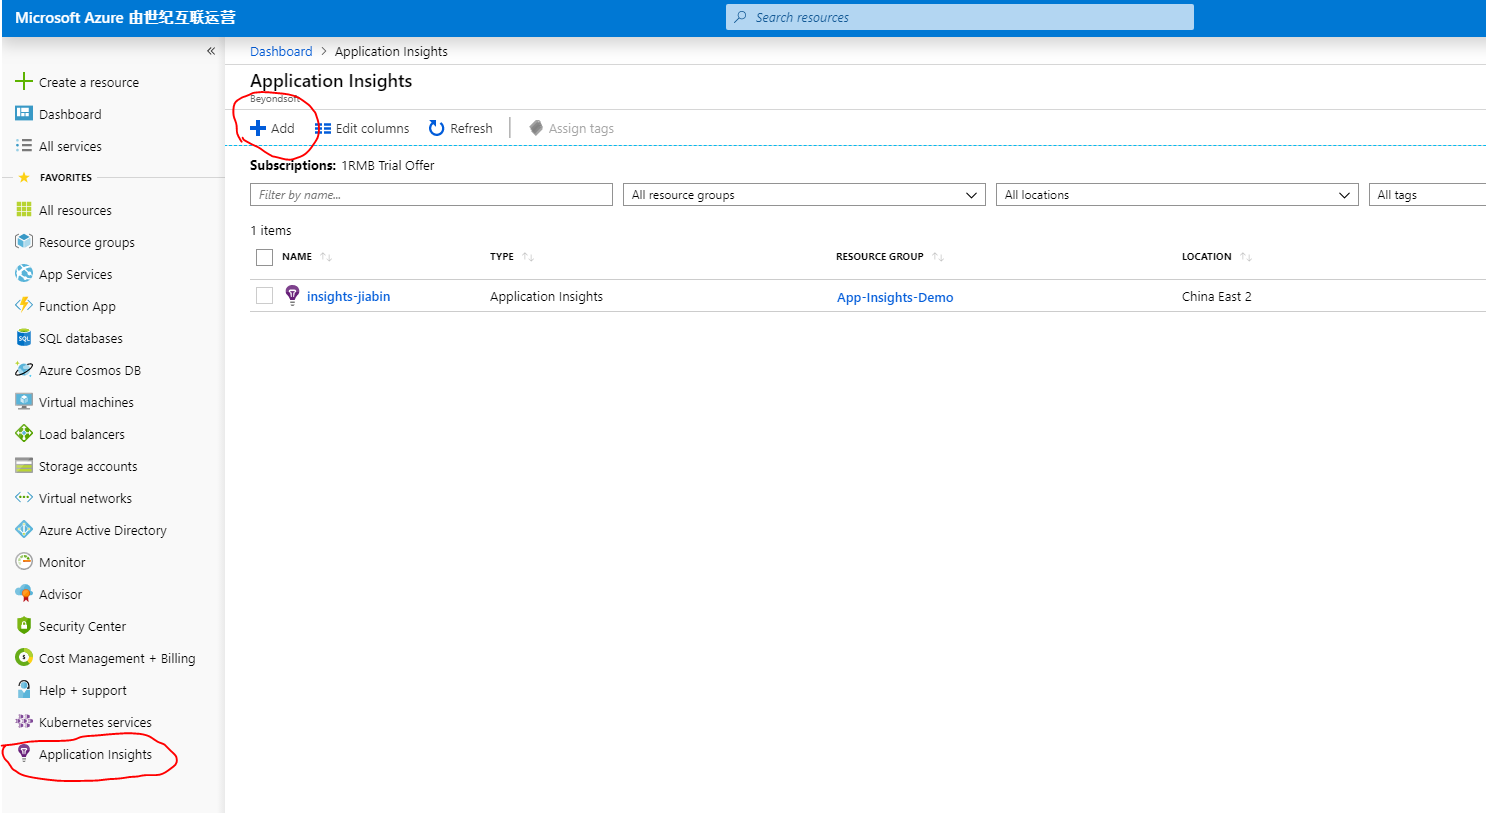 Microsoft Azure 由世纪互联运营
Search resources
«
Dashboard > Application Insights
Application Insights
Beyondsoft
Add Edit columns Refresh Assign tags
Subscriptions: 1RMB Trial Offer
Filter by name... All resource groups All locations All tags
1 items
NAME TYPE RESOURCE GROUP LOCATION
insights-jiabin Application Insights App-Insights-Demo China East 2
Create a resource
Dashboard
All services
FAVORITES
All resources
Resource groups
App Services
Function App
SQL databases
Azure Cosmos DB
Virtual machines
Load balancers
Storage accounts
Virtual networks
Azure Active Directory
Monitor
Advisor
Security Center
Cost Management + Billing
Help + support
Kubernetes services
Application Insights